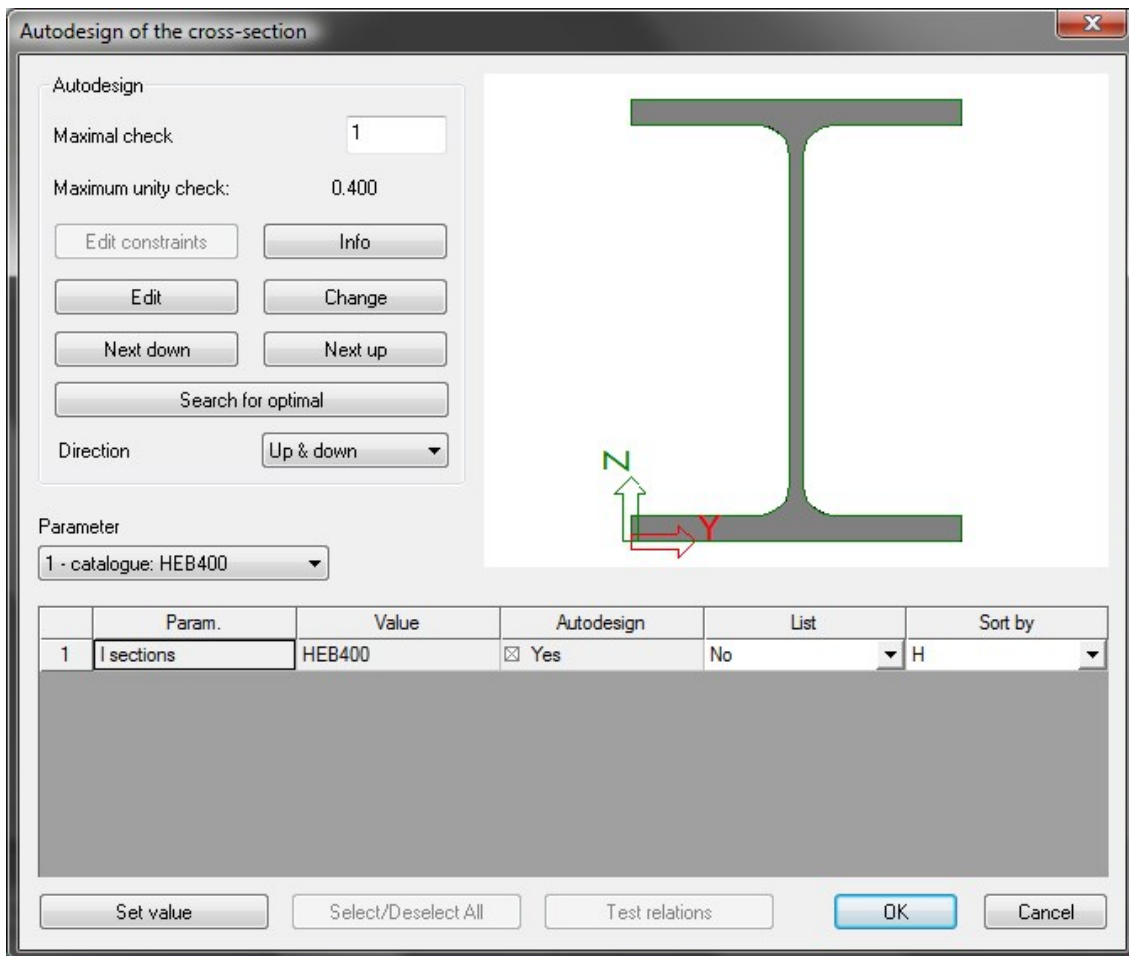 Autodesign of the cross-section
Autodesign
Maximal check 1
Maximum unity check: 0.400
Edit constraints Info
Edit Change
Next down Next up
Search for optimal
Direction Up & down
Parameter
1 - catalogue: HEB400
Z
Y
Param. Value Autodesign List Sort by
1 I sections HEB400 Yes No H
Set value Select/Deselect All Test relations OK Cancel